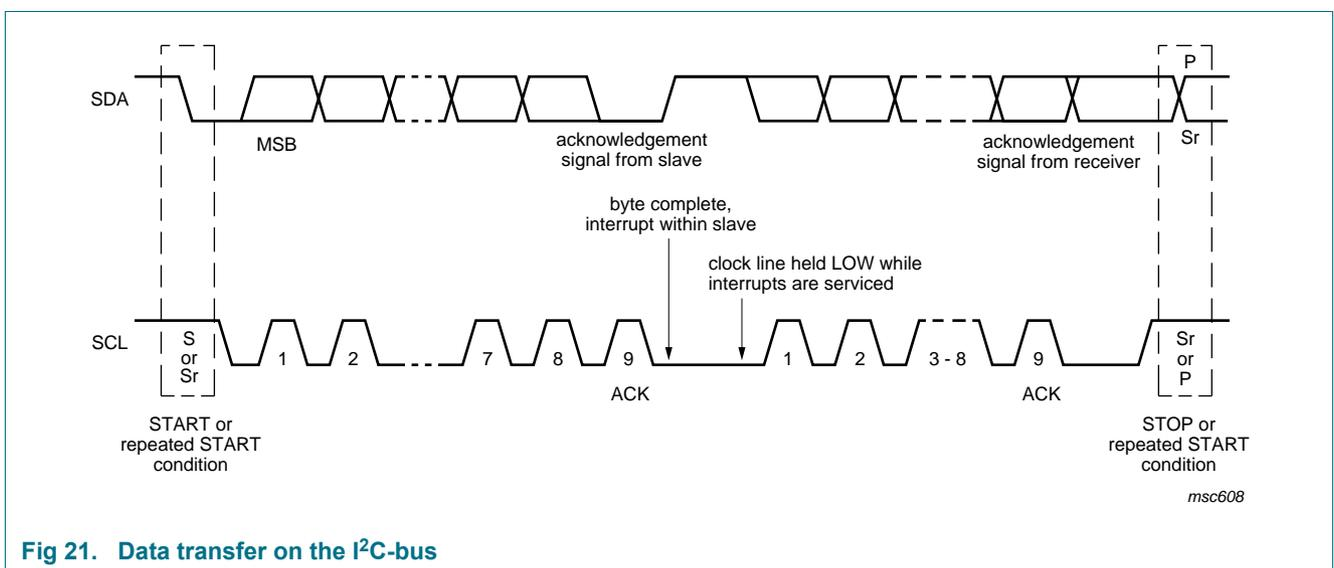 P
SDA
MSB
acknowledgement
signal from slave
acknowledgement
signal from receiver
Sr
byte complete,
interrupt within slave
clock line held LOW while
interrupts are serviced
SCL
S
or
Sr
1
2
7
8
9
1
2
3 - 8
9
Sr
or
P
ACK
ACK
START or
repeated START
condition
STOP or
repeated START
condition
msc608
Fig 21. Data transfer on the I²C-bus